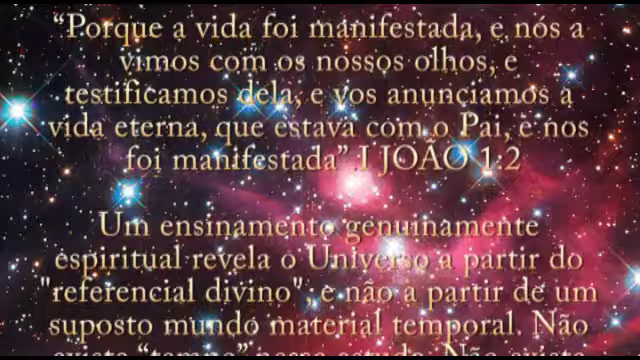 “Porque a vida foi manifestada, e nós a
vimos com os nossos olhos, e
testificamos dela, e vos anunciamos a
vida eterna, que estava com o Pai, e nos
foi manifestada” I JOÃO 1:2
Um ensinamento genuinamente
espiritual revela o Universo a partir do
"referencial divino", e não a partir de um
suposto mundo material temporal. Não